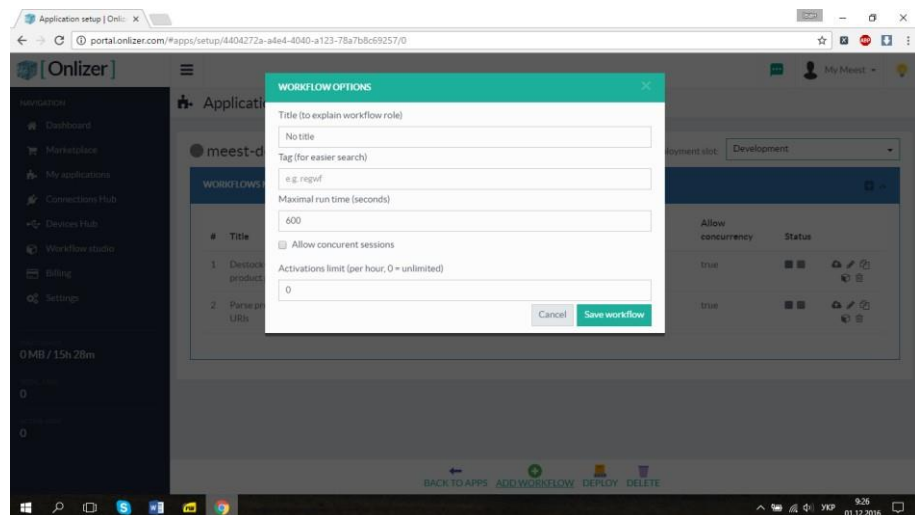 Application setup | Onliz
portal.onlizer.com/#apps/setup/4404272a-a4e4-4040-a123-78a7b8c69257/0
[Onlizer]
My Meest
NAVIGATION
Dashboard
Marketplace
My applications
Connections Hub
Devices Hub
Workflow studio
Billing
Settings
0 MB / 15h 28m
0
0
Applicati
meest-d
deployment slot: Development
WORKFLOWS
# Title Allow concurrency Status
1 Destock product true
2 Parse pr URIs true
WORKFLOW OPTIONS
Title (to explain workflow role)
No title
Tag (for easier search)
e.g. regwf
Maximal run time (seconds)
600
Allow concurent sessions
Activations limit (per hour, 0 = unlimited)
0
Cancel Save workflow
BACK TO APPS ADD WORKFLOW DEPLOY DELETE
УКР
9:26
01.12.2016